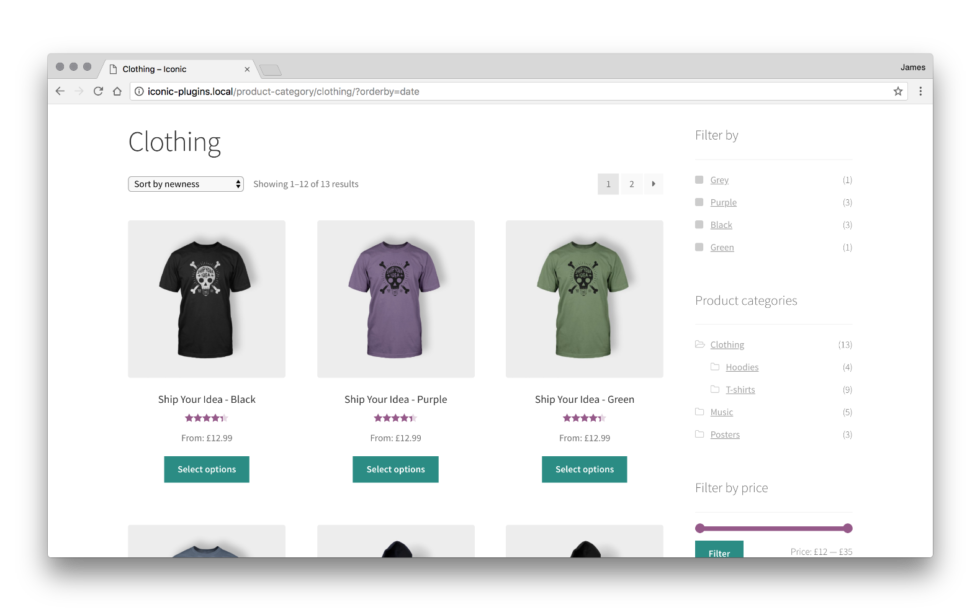 Clothing – Iconic
James
iconic-plugins.local/product-category/clothing/?orderby=date
Clothing
Sort by newness
Showing 1–12 of 13 results
1 2
Ship Your Idea - Black
From: £12.99
Select options
Ship Your Idea - Purple
From: £12.99
Select options
Ship Your Idea - Green
From: £12.99
Select options
Filter by
Grey (1)
Purple (3)
Black (3)
Green (1)
Product categories
Clothing (13)
Hoodies (4)
T-shirts (9)
Music (5)
Posters (3)
Filter by price
Filter
Price: £12 — £35